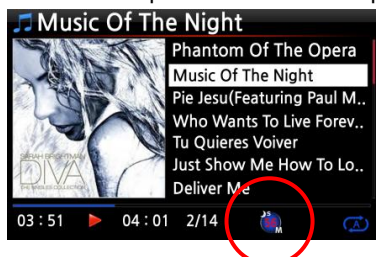 Music Of The Night
Phantom Of The Opera
Music Of The Night
Pie Jesu(Featuring Paul M..
Who Wants To Live Forev..
Tu Quieres Voiver
Just Show Me How To Lo..
Deliver Me
SARAH BRIGHTMAN
DIVA
THE SINGLES COLLECTION
03 : 51
04 : 01
2/14
JS
M
A